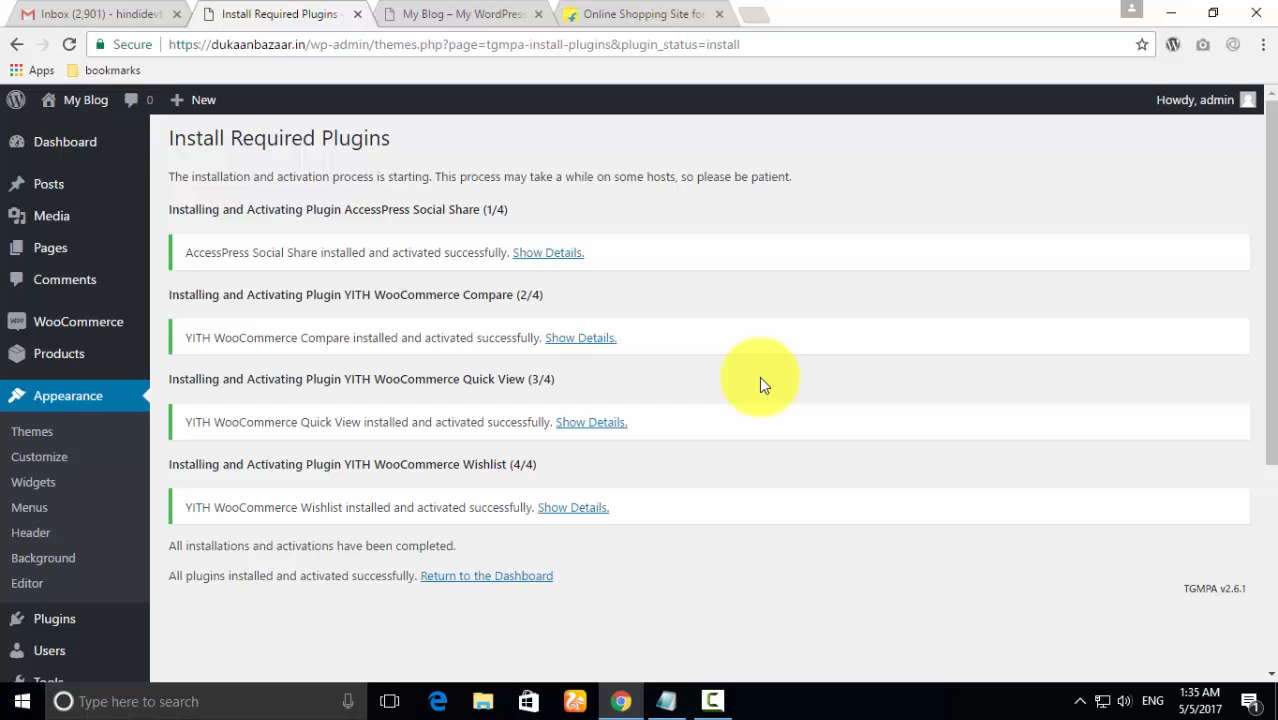 Inbox (2,901) - hindidevt
Install Required Plugins -
My Blog – My WordPress
Online Shopping Site for
Secure
https://dukaanbazaar.in/wp-admin/themes.php?page=tgmpa-install-plugins&plugin_status=install
Apps
bookmarks
My Blog
0
New
Howdy, admin
Dashboard
Posts
Media
Pages
Comments
WooCommerce
Products
Appearance
Themes
Customize
Widgets
Menus
Header
Background
Editor
Plugins
Users
Tools
Install Required Plugins
The installation and activation process is starting. This process may take a while on some hosts, so please be patient.
Installing and Activating Plugin AccessPress Social Share (1/4)
AccessPress Social Share installed and activated successfully. Show Details.
Installing and Activating Plugin YITH WooCommerce Compare (2/4)
YITH WooCommerce Compare installed and activated successfully. Show Details.
Installing and Activating Plugin YITH WooCommerce Quick View (3/4)
YITH WooCommerce Quick View installed and activated successfully. Show Details.
Installing and Activating Plugin YITH WooCommerce Wishlist (4/4)
YITH WooCommerce Wishlist installed and activated successfully. Show Details.
All installations and activations have been completed.
All plugins installed and activated successfully. Return to the Dashboard
TGMPA v2.6.1
Type here to search
ENG
1:35 AM
5/5/2017